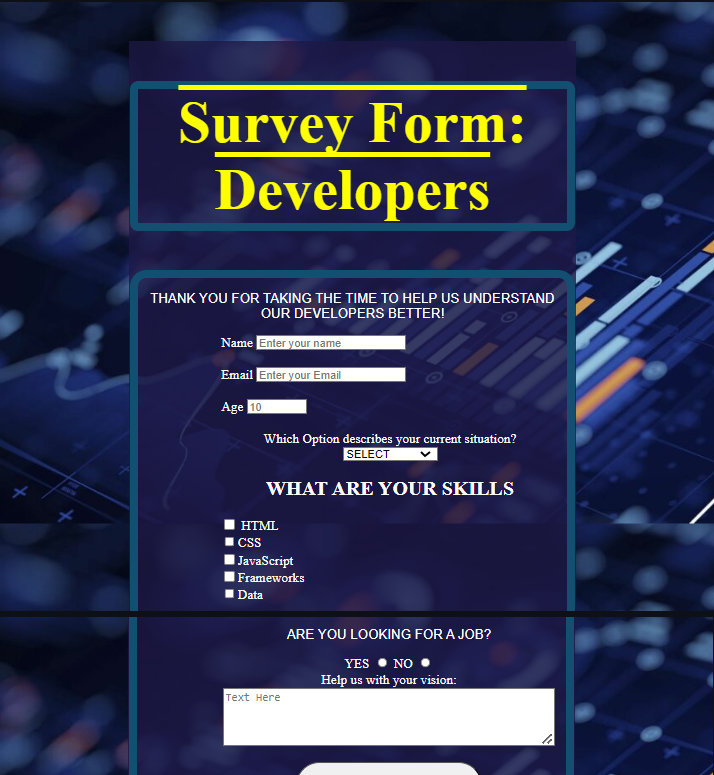 Survey Form:
Developers
THANK YOU FOR TAKING THE TIME TO HELP US UNDERSTAND
OUR DEVELOPERS BETTER!
Name Enter your name
Email Enter your Email
Age 10
Which Option describes your current situation?
SELECT
WHAT ARE YOUR SKILLS
HTML
CSS
JavaScript
Frameworks
Data
ARE YOU LOOKING FOR A JOB?
YES NO
Help us with your vision:
Text Here